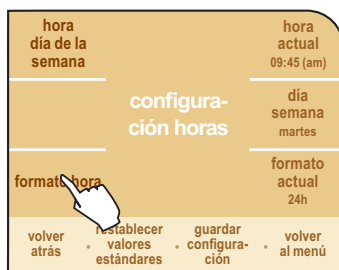 hora
día de la
semana
hora
actual
09:45 (am)
configura-
ción horas
día
semana
martes
formato hora
formato
actual
24h
volver
atrás
restablecer
valores
estándares
guardar
configura-
ción
volver
al menú